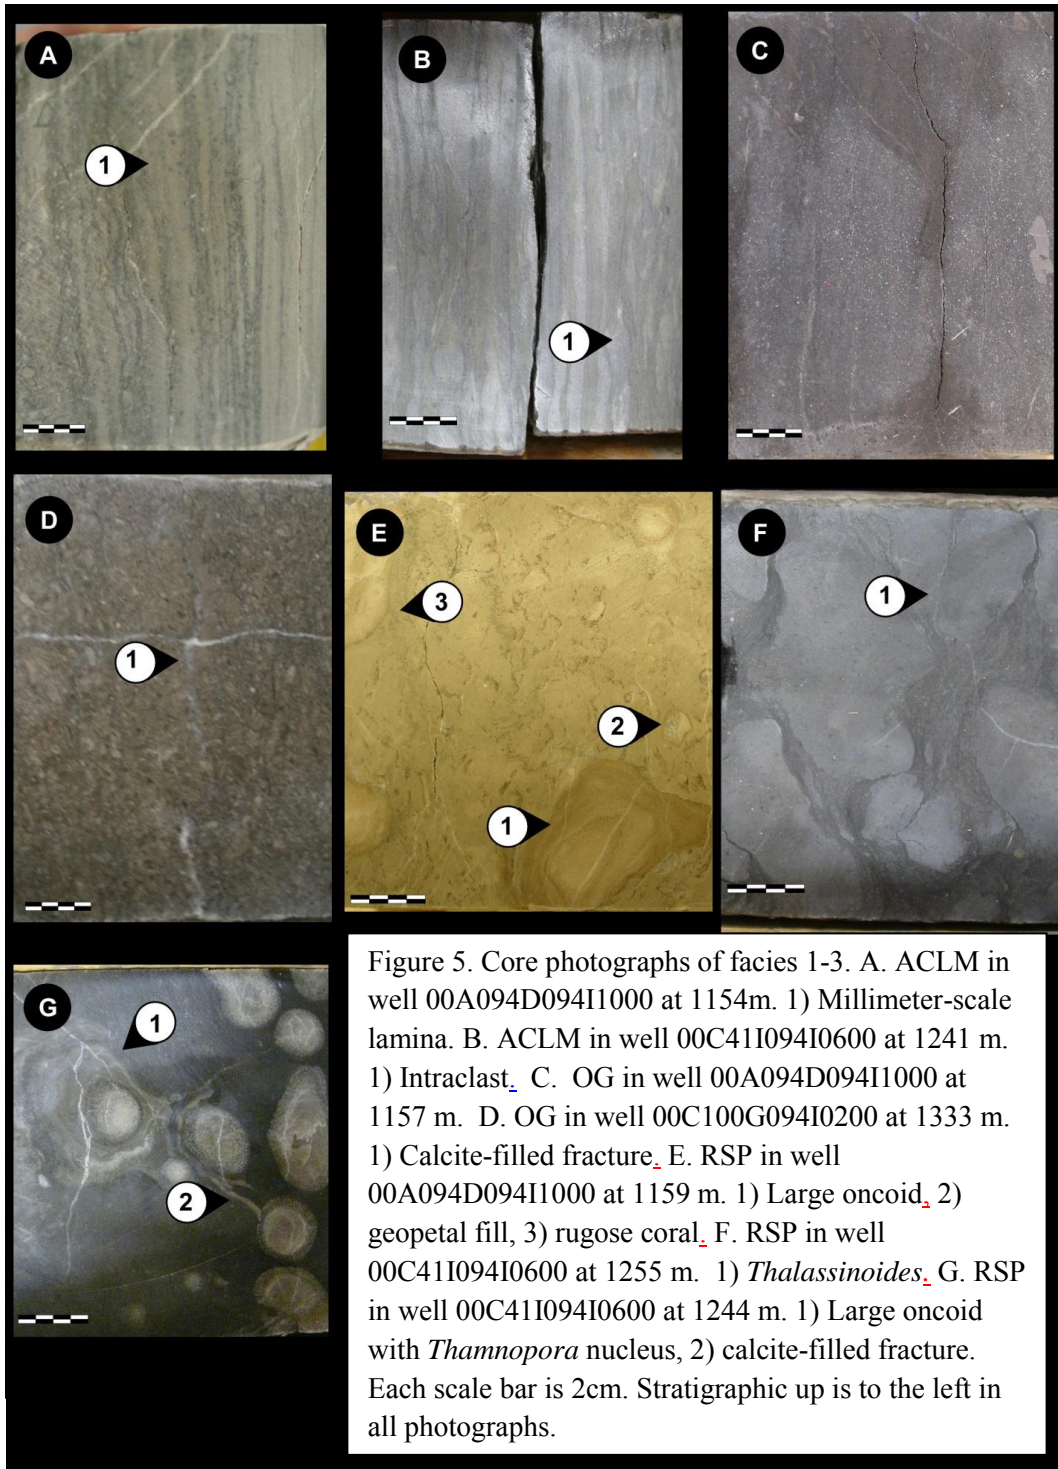 A
1
B
1
C
D
1
E
3
2
1
F
1
G
1
2
Figure 5. Core photographs of facies 1-3. A. ACLM in
well 00A094D094I1000 at 1154m. 1) Millimeter-scale
lamina. B. ACLM in well 00C41I094I0600 at 1241 m.
1) Intraclast. C. OG in well 00A094D094I1000 at
1157 m. D. OG in well 00C100G094I0200 at 1333 m.
1) Calcite-filled fracture. E. RSP in well
00A094D094I1000 at 1159 m. 1) Large oncoid, 2)
geopetal fill, 3) rugose coral. F. RSP in well
00C41I094I0600 at 1255 m. 1) Thalassinoides. G. RSP
in well 00C41I094I0600 at 1244 m. 1) Large oncoid
with Thamnopora nucleus, 2) calcite-filled fracture.
Each scale bar is 2cm. Stratigraphic up is to the left in
all photographs.